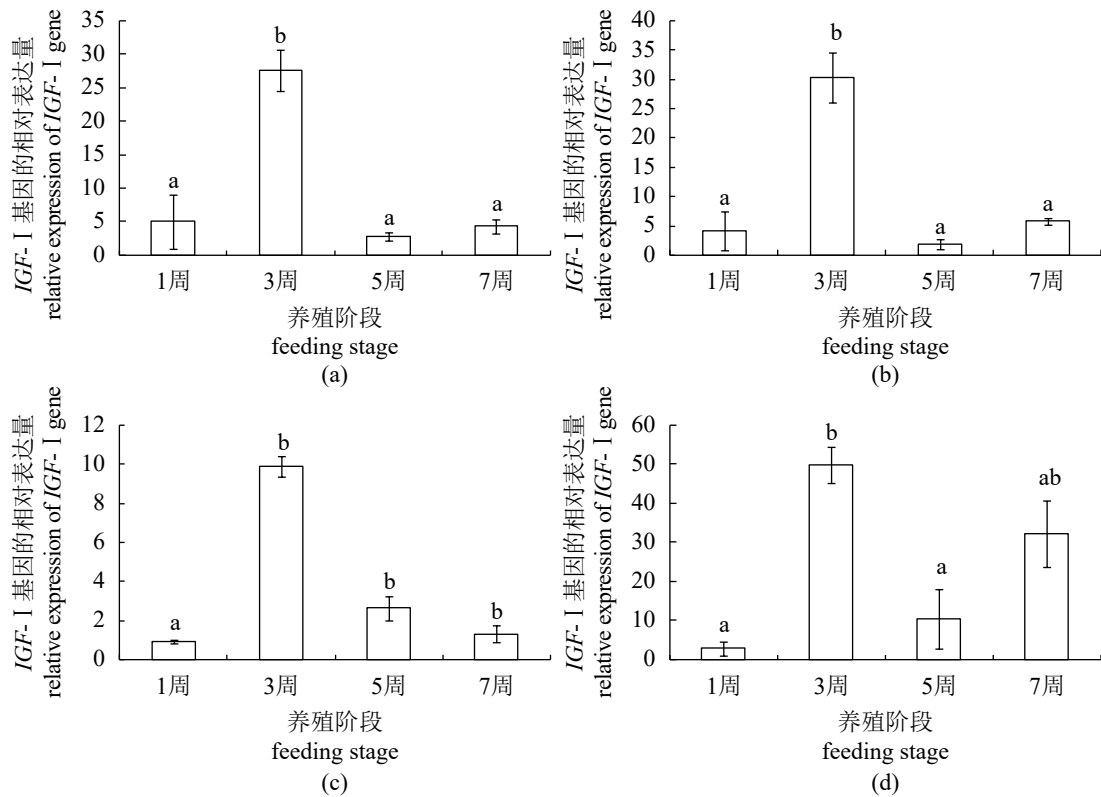 IGF-Ⅰ基因的相对表达量
relative expression of IGF-Ⅰgene
35
30
25
20
15
10
5
0
a
b
a
a
1周
3周
5周
7周
养殖阶段
feeding stage
(a)
IGF-Ⅰ基因的相对表达量
relative expression of IGF-Ⅰgene
40
35
30
25
20
15
10
5
0
a
b
a
a
1周
3周
5周
7周
养殖阶段
feeding stage
(b)
IGF-Ⅰ基因的相对表达量
relative expression of IGF-Ⅰgene
12
10
8
6
4
2
0
a
b
b
b
1周
3周
5周
7周
养殖阶段
feeding stage
(c)
IGF-Ⅰ基因的相对表达量
relative expression of IGF-Ⅰgene
60
50
40
30
20
10
0
a
b
a
ab
1周
3周
5周
7周
养殖阶段
feeding stage
(d)